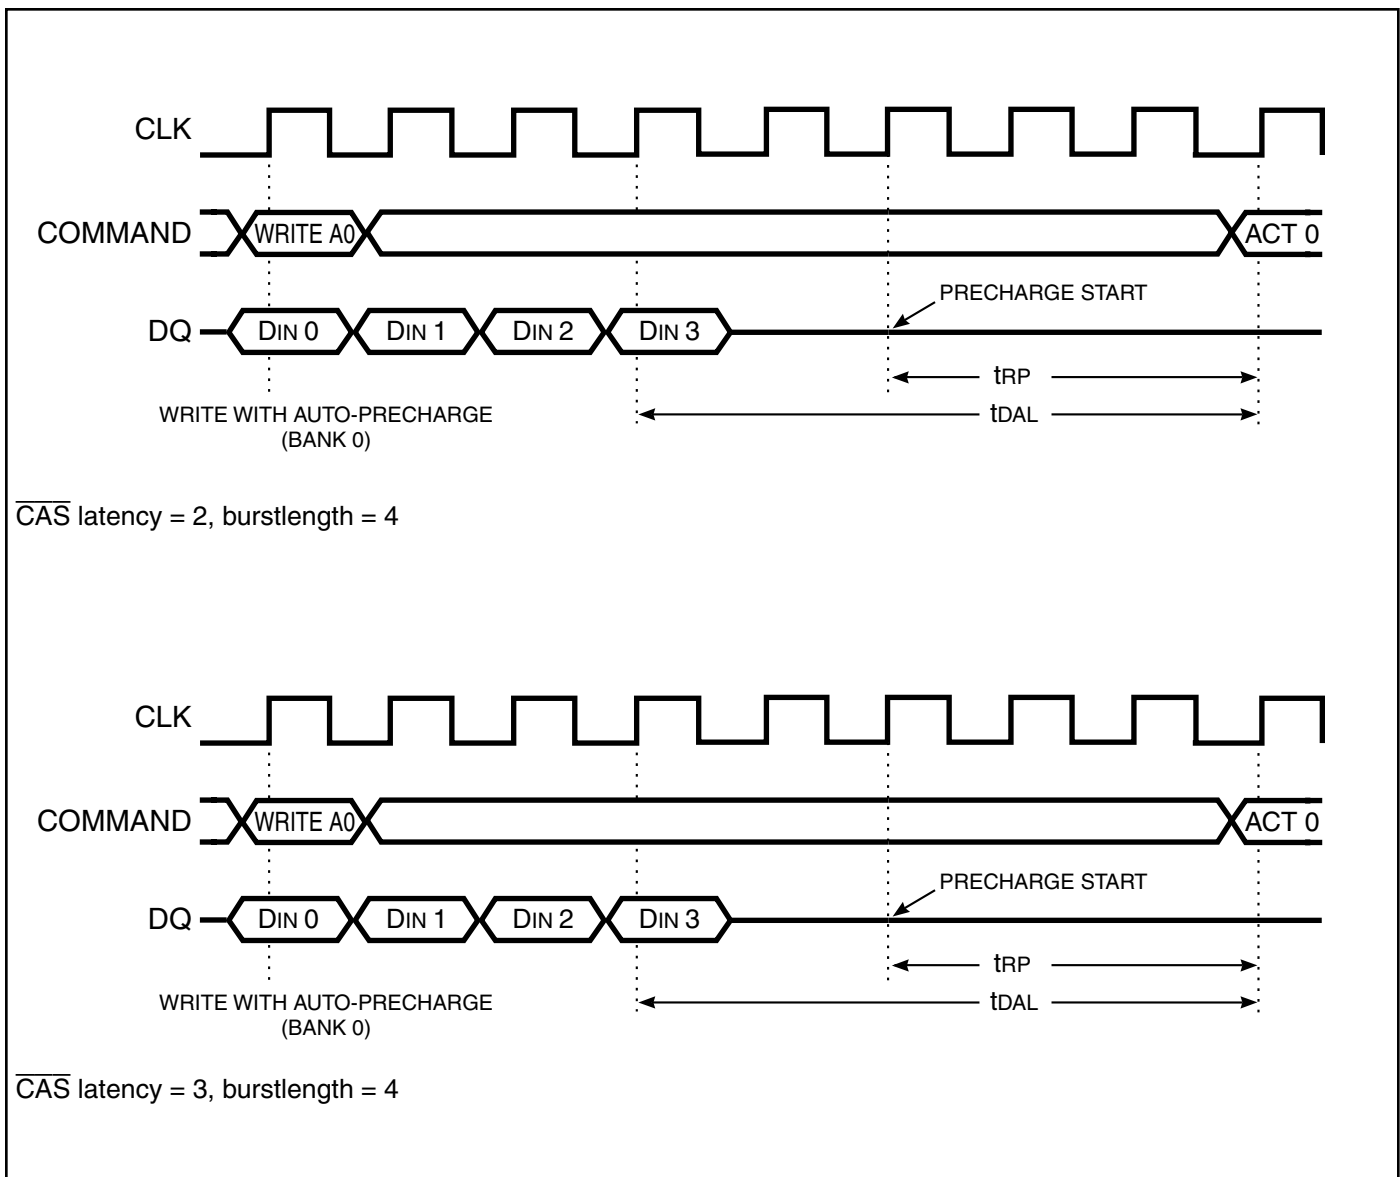 CLK
COMMAND WRITE A0 ACT 0
PRECHARGE START
DQ DIN 0 DIN 1 DIN 2 DIN 3
tRP
WRITE WITH AUTO-PRECHARGE tDAL
(BANK 0)
CAS latency = 2, burstlength = 4
CLK
COMMAND WRITE A0 ACT 0
PRECHARGE START
DQ DIN 0 DIN 1 DIN 2 DIN 3
tRP
WRITE WITH AUTO-PRECHARGE tDAL
(BANK 0)
CAS latency = 3, burstlength = 4